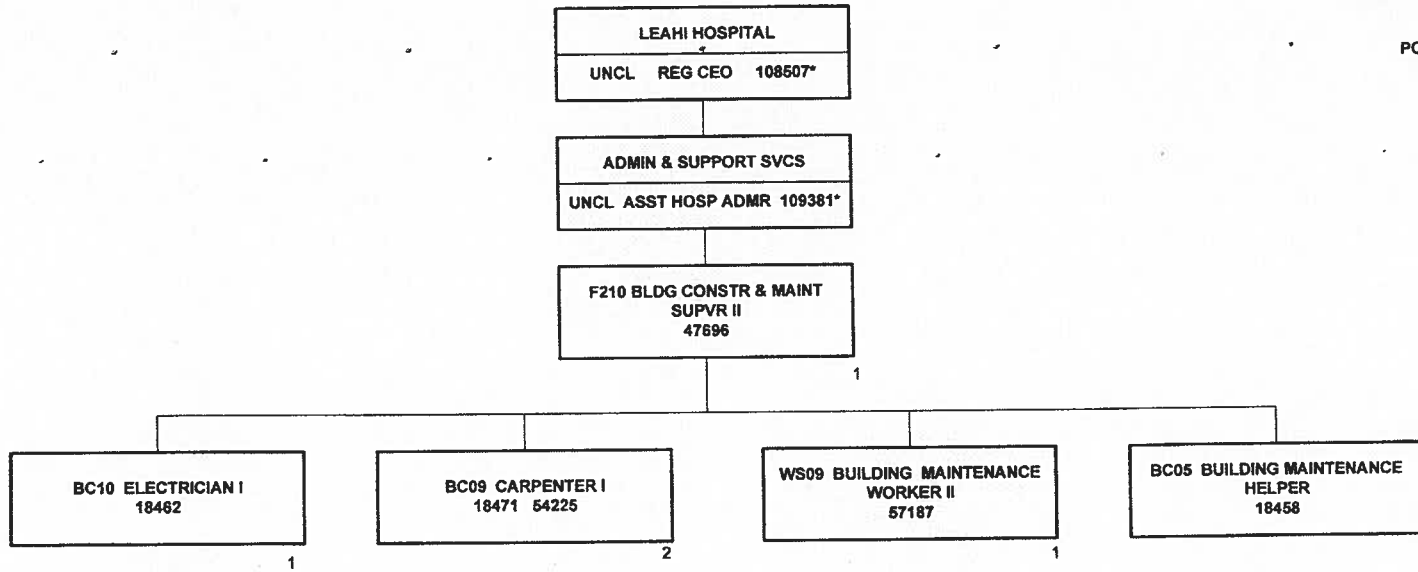 LEAHI HOSPITAL
UNCL REG CEO 108507*
ADMIN & SUPPORT SVCS
UNCL ASST HOSP ADMR 109381*
F210 BLDG CONSTR & MAINT
SUPVR II
47696
1
BC10 ELECTRICIAN I
18462
1
BC09 CARPENTER I
18471 54225
2
WS09 BUILDING MAINTENANCE
WORKER II
57187
1
BC05 BUILDING MAINTENANCE
HELPER
18458